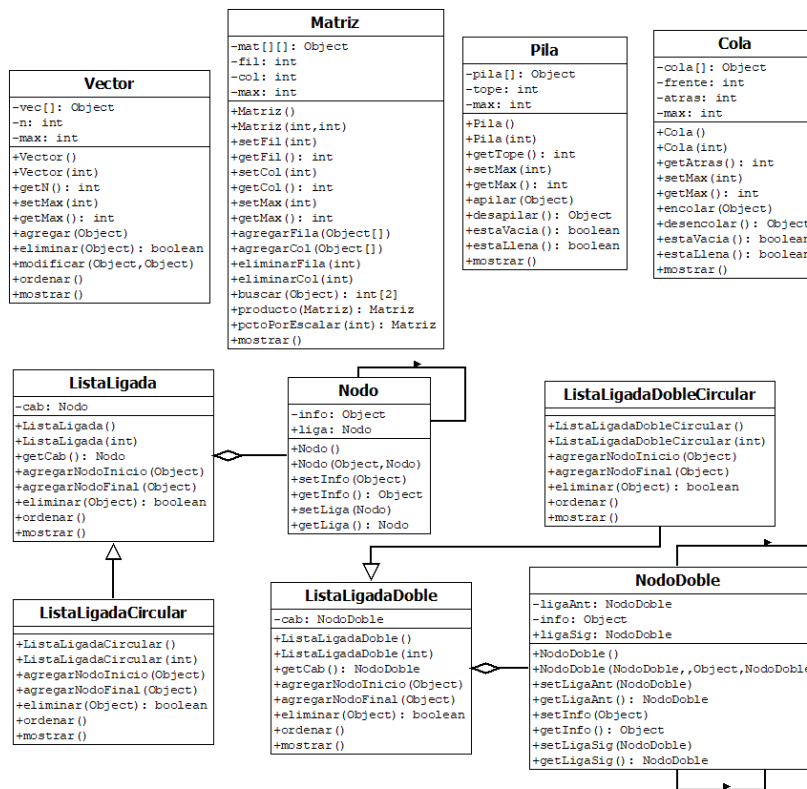 Vector
-vec[]: Object
-n: int
-max: int
+Vector()
+Vector(int)
+getN(): int
+setMax(int)
+getMax(): int
+agregar(Object)
+eliminar(Object): boolean
+modificar(Object,Object)
+ordenar()
+mostrar()
Matriz
-mat[][]: Object
-fil: int
-col: int
-max: int
+Matriz()
+Matriz(int,int)
+setFil(int)
+getFil(): int
+setCol(int)
+getCol(): int
+setMax(int)
+getMax(): int
+agregarFila(Object[])
+agregarCol(Object[])
+eliminarFila(int)
+eliminarCol(int)
+buscar(Object): int[2]
+producto(Matriz): Matriz
+pctoPorEscalar(int): Matriz
+mostrar()
Pila
-pila[]: Object
-tope: int
-max: int
+Pila()
+Pila(int)
+getTope(): int
+setMax(int)
+getMax(): int
+apilar(Object)
+desapilar(): Object
+estaVacia(): boolean
+estaLlena(): boolean
+mostrar()
Cola
-cola[]: Object
-frente: int
-atras: int
-max: int
+Cola()
+Cola(int)
+getAtras(): int
+setMax(int)
+getMax(): int
+encolar(Object)
+desencolar(): Object
+estaVacia(): boolean
+estaLlena(): boolean
+mostrar()
ListaLigada
-cab: Nodo
+ListaLigada()
+ListaLigada(int)
+getCab(): Nodo
+agregarNodoInicio(Object)
+agregarNodoFinal(Object)
+eliminar(Object): boolean
+ordenar()
+mostrar()
Nodo
-info: Object
+liga: Nodo
+Nodo()
+Nodo(Object,Nodo)
+setInfo(Object)
+getInfo(): Object
+setLiga(Nodo)
+getLiga(): Nodo
ListaLigadaDobleCircular
+ListaLigadaDobleCircular()
+ListaLigadaDobleCircular(int)
+agregarNodoInicio(Object)
+agregarNodoFinal(Object)
+eliminar(Object): boolean
+ordenar()
+mostrar()
ListaLigadaCircular
+ListaLigadaCircular()
+ListaLigadaCircular(int)
+agregarNodoInicio(Object)
+agregarNodoFinal(Object)
+eliminar(Object): boolean
+ordenar()
+mostrar()
ListaLigadaDoble
-cab: NodoDoble
+ListaLigadaDoble()
+ListaLigadaDoble(int)
+getCab(): NodoDoble
+agregarNodoInicio(Object)
+agregarNodoFinal(Object)
+eliminar(Object): boolean
+ordenar()
+mostrar()
NodoDoble
-ligaAnt: NodoDoble
-info: Object
+ligaSig: NodoDoble
+NodoDoble()
+NodoDoble(NodoDoble,,Object,NodoDoble
+setLigaAnt(NodoDoble)
+getLigaAnt(): NodoDoble
+setInfo(Object)
+getInfo(): Object
+setLigaSig(NodoDoble)
+getLigaSig(): NodoDoble